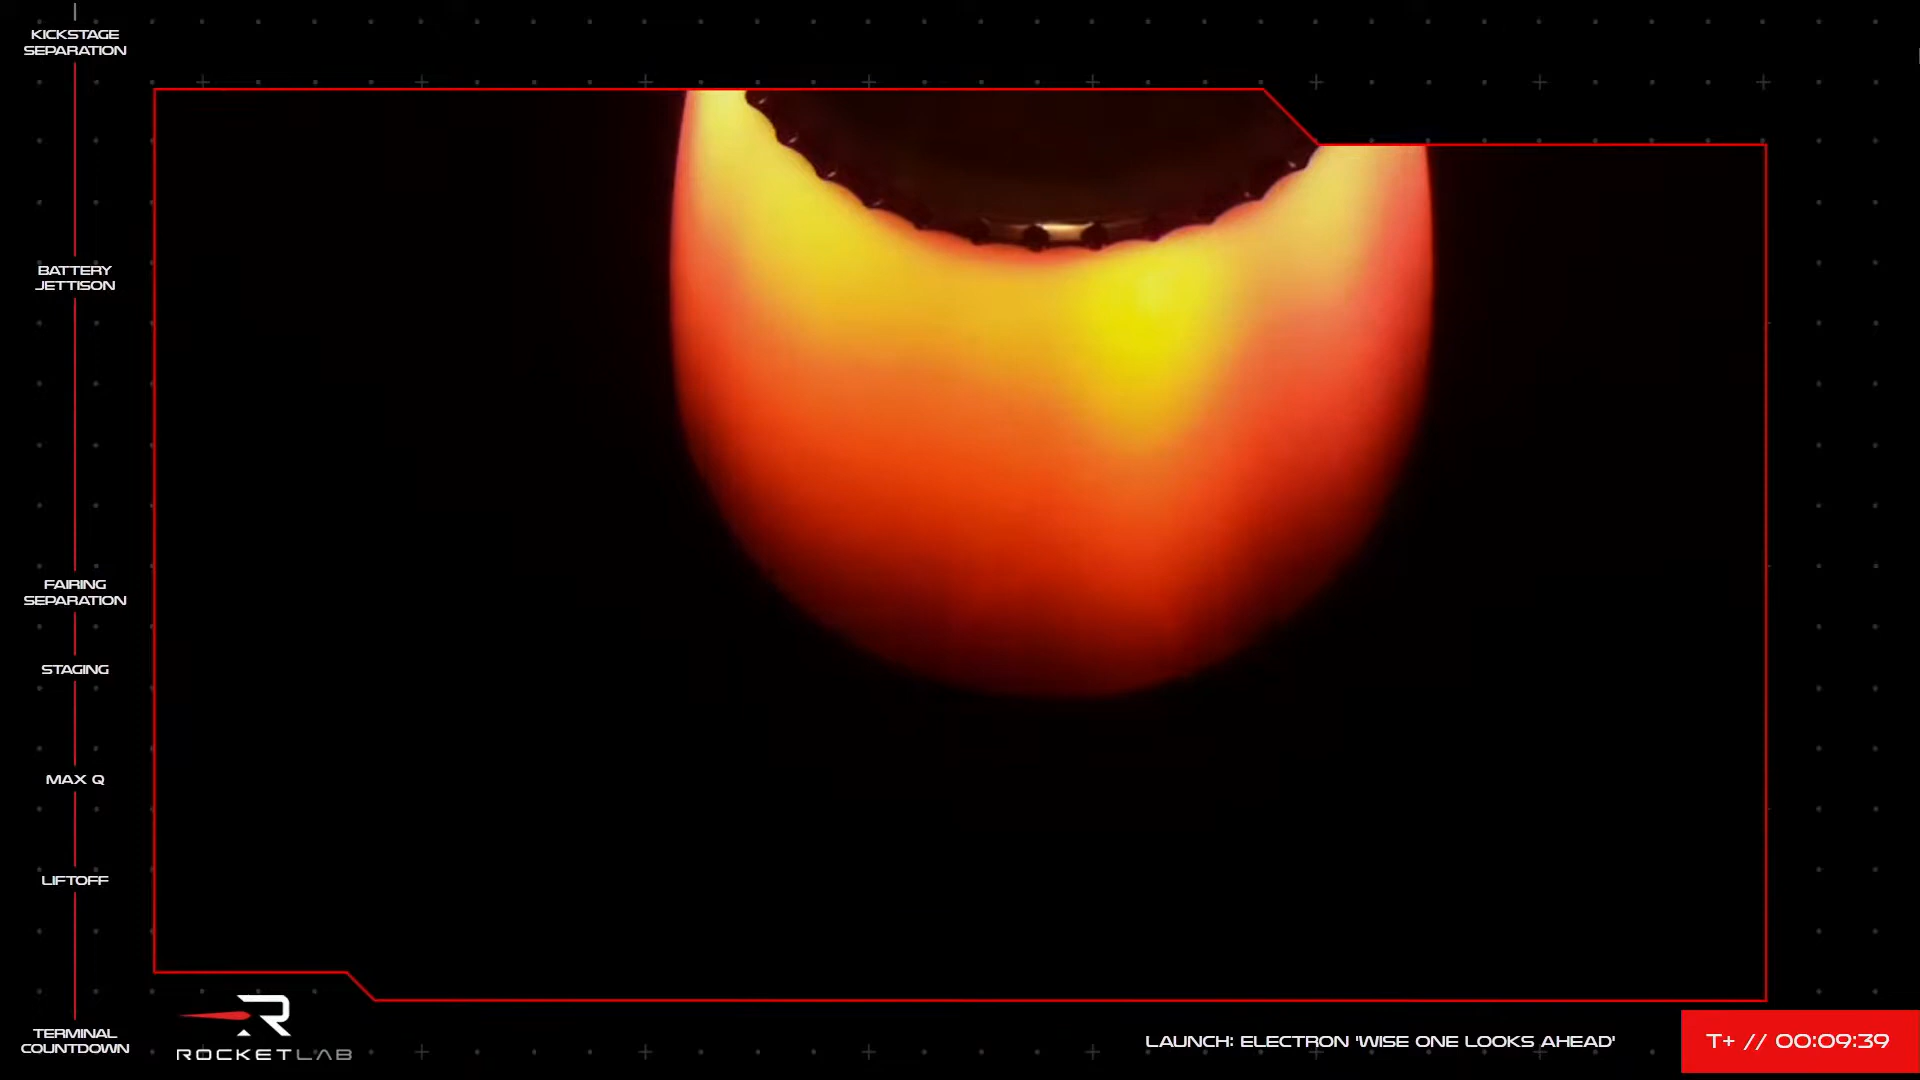 KICKSTAGE
SEPARATION
BATTERY
JETTISON
FAIRING
SEPARATION
STAGING
MAX Q
LIFTOFF
TERMINAL
COUNTDOWN
ROCKETLAB
LAUNCH: ELECTRON 'WISE ONE LOOKS AHEAD'
T+ // 00:09:39